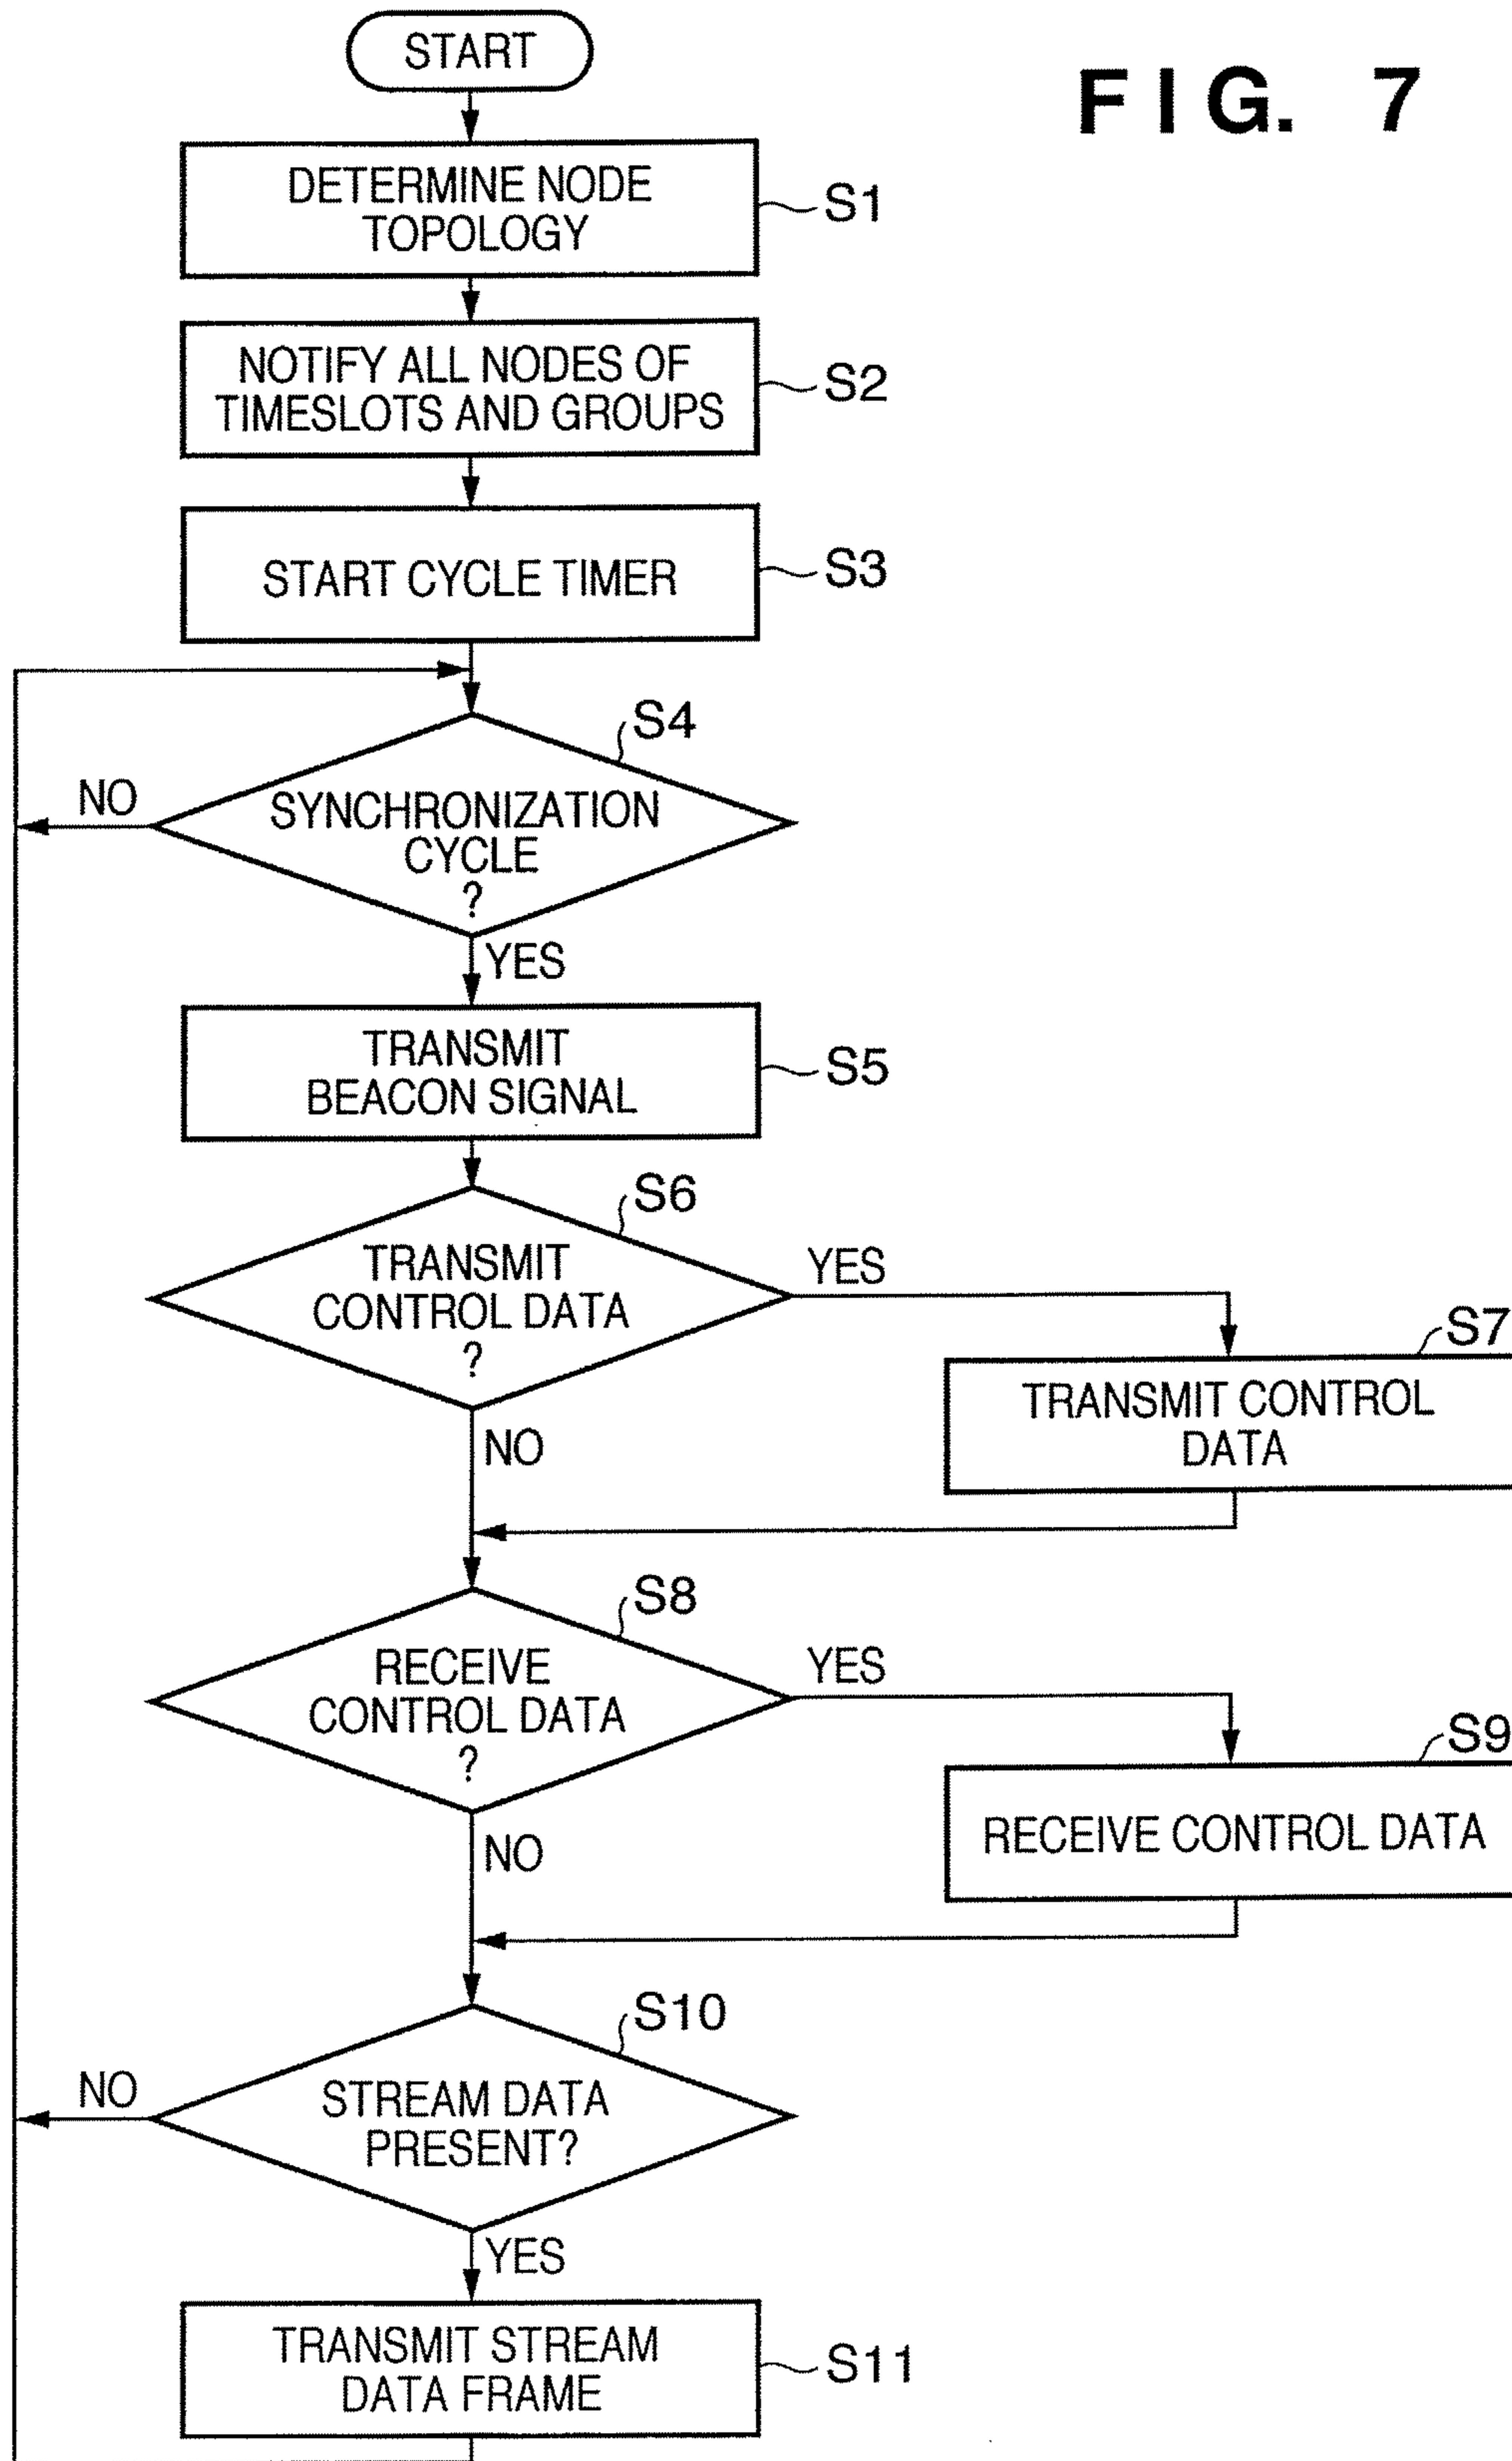 START
FIG. 7
DETERMINE NODE
TOPOLOGY
S1
NOTIFY ALL NODES OF
TIMESLOTS AND GROUPS
S2
START CYCLE TIMER
S3
S4
NO
SYNCHRONIZATION
CYCLE
?
YES
TRANSMIT
BEACON SIGNAL
S5
S6
TRANSMIT
CONTROL DATA
?
YES
S7
TRANSMIT CONTROL
DATA
NO
S8
RECEIVE
CONTROL DATA
?
YES
S9
RECEIVE CONTROL DATA
NO
S10
NO
STREAM DATA
PRESENT?
YES
TRANSMIT STREAM
DATA FRAME
S11